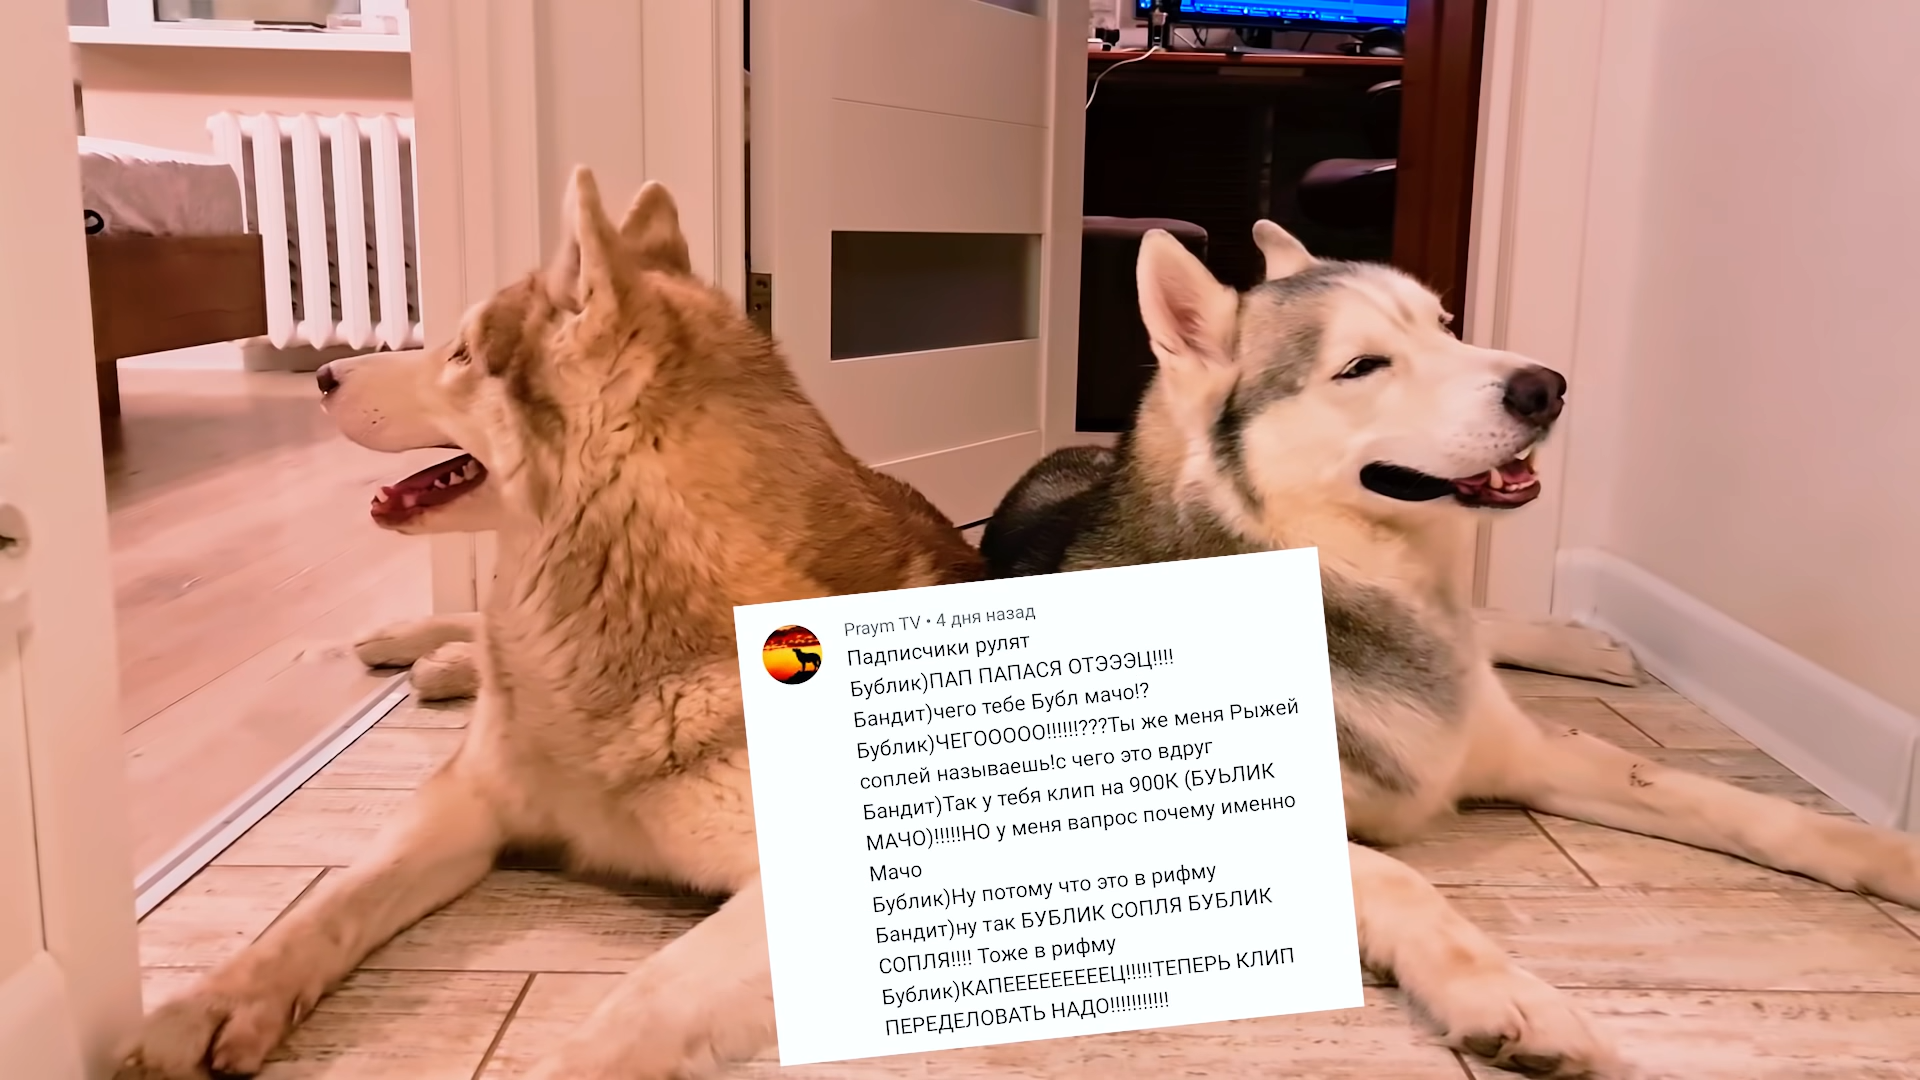 Praym TV • 4 дня назад
Падписчики рулят
Бублик)ПАП ПАПАСЯ ОТЭЭЭЦ!!!!
Бандит)чего тебе Бубл мачо!?
Бублик)ЧЕГООООО!!!!!!???Ты же меня Рыжей
соплей называешь!с чего это вдруг
Бандит)Так у тебя клип на 900К (БУЬЛИК
МАЧО)!!!!!НО у меня вапрос почему именно
Мачо
Бублик)Ну потому что это в рифму
Бандит)ну так БУБЛИК СОПЛЯ БУБЛИК
СОПЛЯ!!!! Тоже в рифму
Бублик)КАПЕЕЕЕЕЕЕЕЕЦ!!!!!ТЕПЕРЬ КЛИП
ПЕРЕДЕЛОВАТЬ НАДО!!!!!!!!!!!